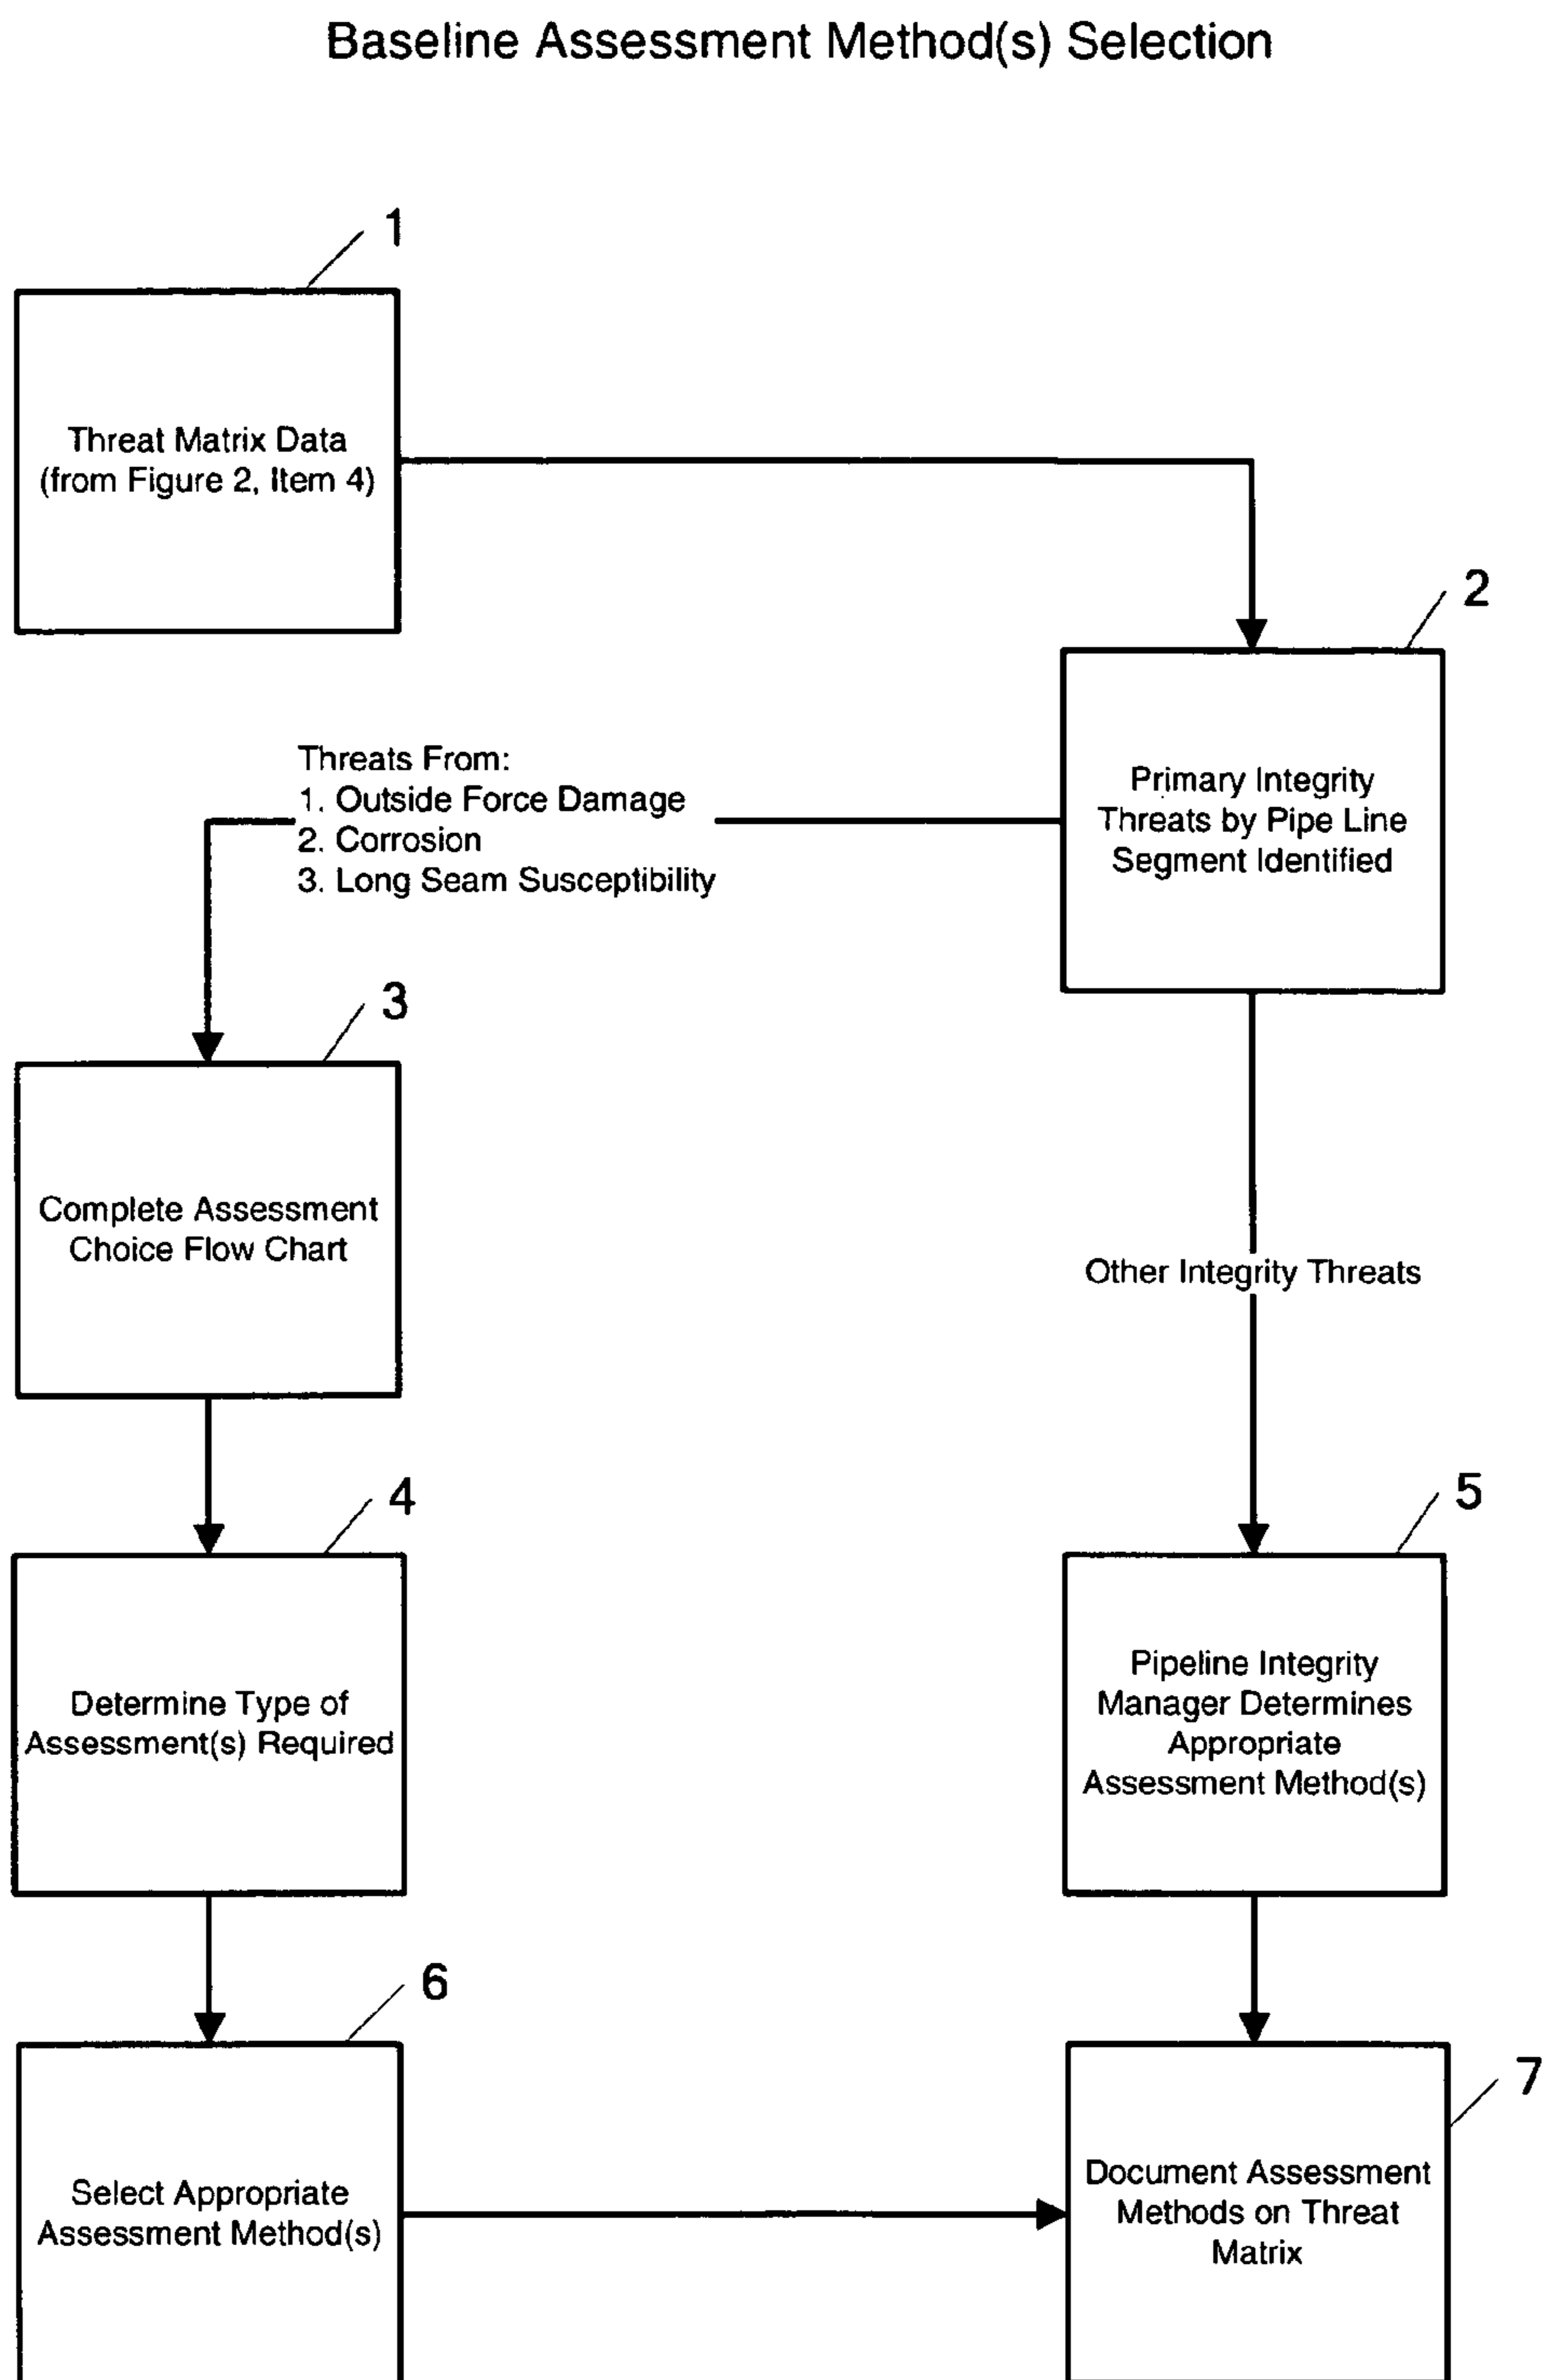 Baseline Assessment Method(s) Selection
1
Threat Matrix Data
(from Figure 2, Item 4)
2
Primary Integrity
Threats by Pipe Line
Segment Identified
Threats From:
1. Outside Force Damage
2. Corrosion
3. Long Seam Susceptibility
3
Complete Assessment
Choice Flow Chart
Other Integrity Threats
4
Determine Type of
Assessment(s) Required
5
Pipeline Integrity
Manager Determines
Appropriate
Assessment Method(s)
6
Select Appropriate
Assessment Method(s)
7
Document Assessment
Methods on Threat
Matrix